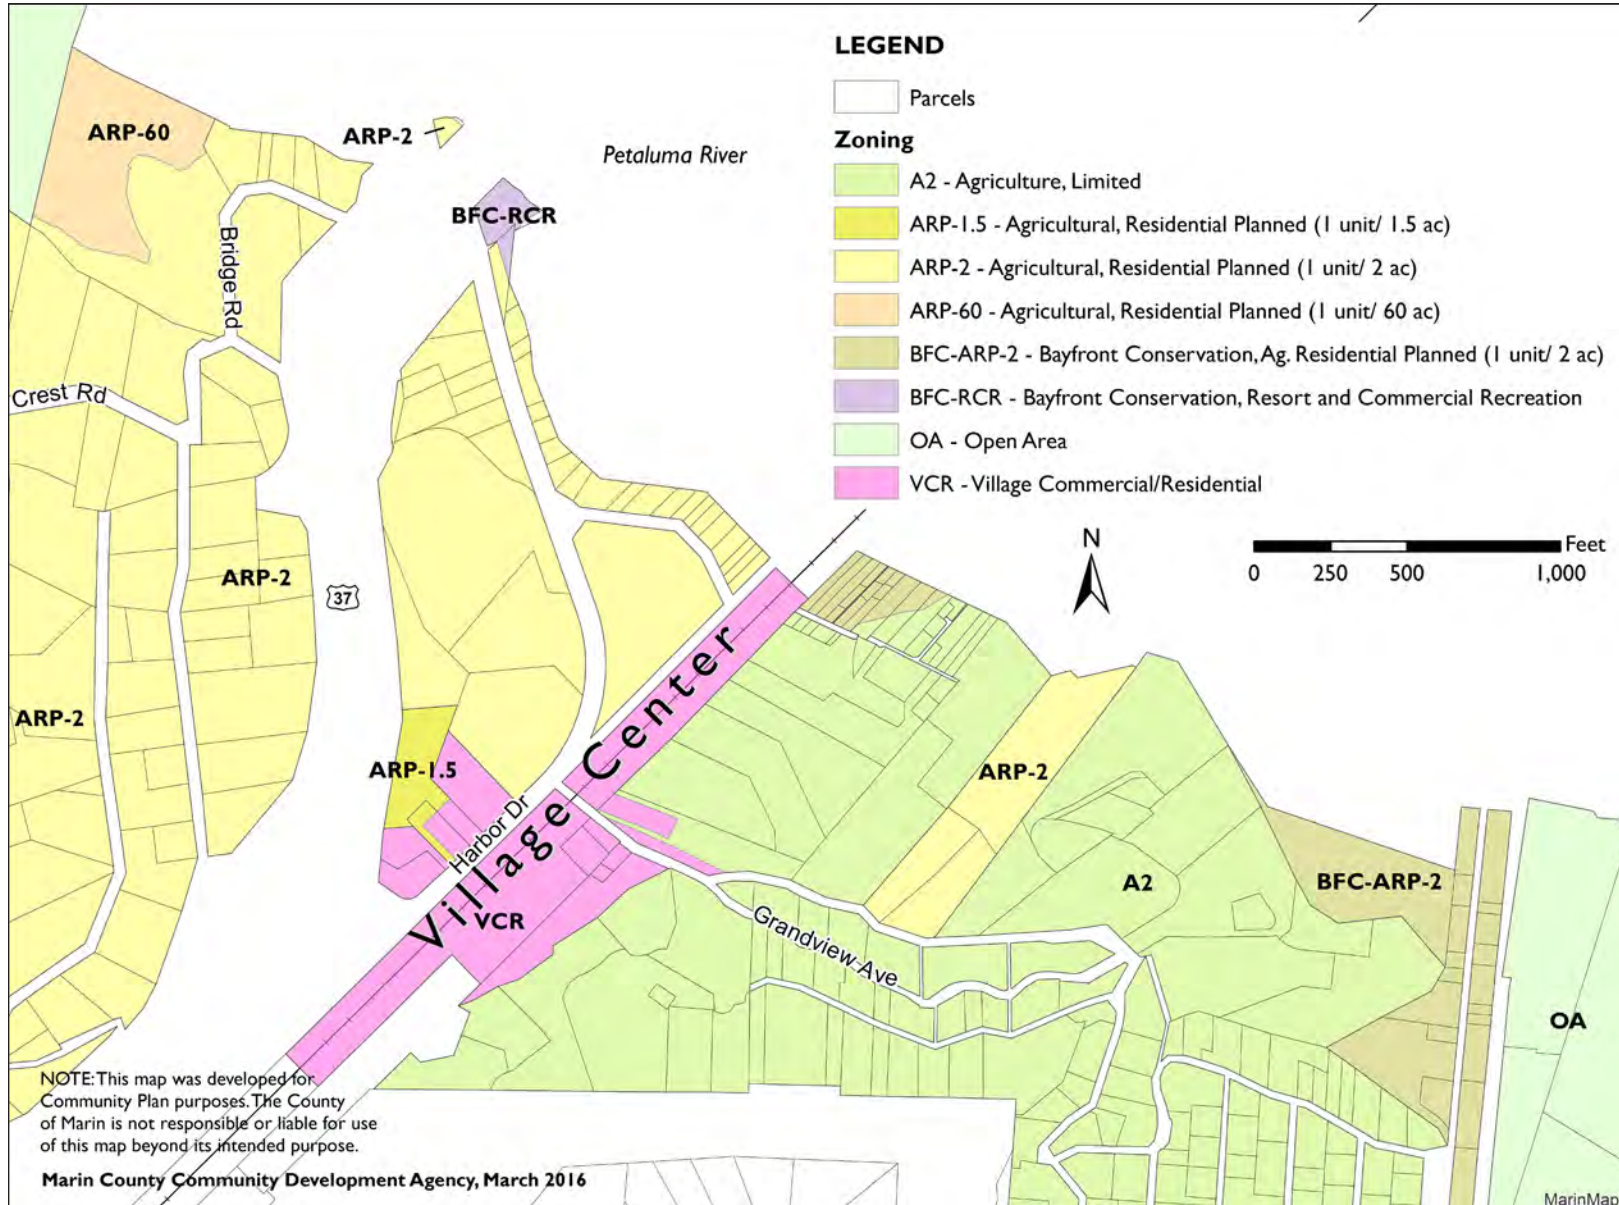 LEGEND
Parcels
Zoning
A2 - Agriculture, Limited
ARP-1.5 - Agricultural, Residential Planned (1 unit/ 1.5 ac)
ARP-2 - Agricultural, Residential Planned (1 unit/ 2 ac)
ARP-60 - Agricultural, Residential Planned (1 unit/ 60 ac)
BFC-ARP-2 - Bayfront Conservation, Ag. Residential Planned (1 unit/ 2 ac)
BFC-RCR - Bayfront Conservation, Resort and Commercial Recreation
OA - Open Area
VCR - Village Commercial/Residential
N
Feet
0 250 500 1,000
ARP-60
ARP-2
Petaluma River
BFC-RCR
Bridge Rd
Crest Rd
ARP-2
37
ARP-2
ARP-1.5
Harbor Dr
Village Center
VCR
ARP-2
A2
BFC-ARP-2
Grandview Ave
OA
NOTE: This map was developed for
Community Plan purposes. The County
of Marin is not responsible or liable for use
of this map beyond its intended purpose.
Marin County Community Development Agency, March 2016
MarinMap